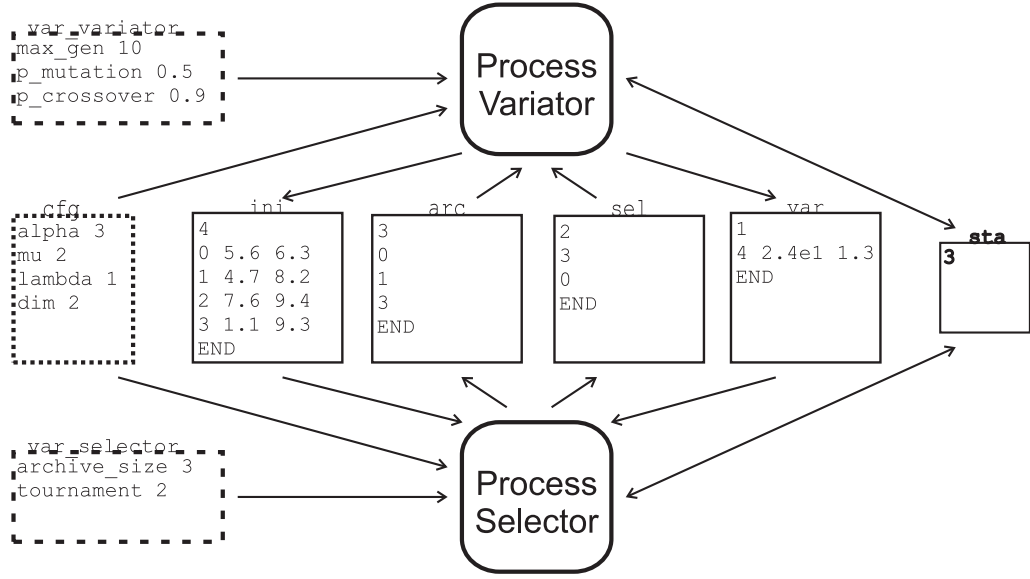 var_variator
max_gen 10
p_mutation 0.5
p_crossover 0.9
Process
Variator
cfg
alpha 3
mu 2
lambda 1
dim 2
ini
4
0 5.6 6.3
1 4.7 8.2
2 7.6 9.4
3 1.1 9.3
END
arc
3
0
1
3
END
sel
2
3
0
END
var
1
4 2.4e1 1.3
END
sta
3
var_selector
archive_size 3
tournament 2
Process
Selector